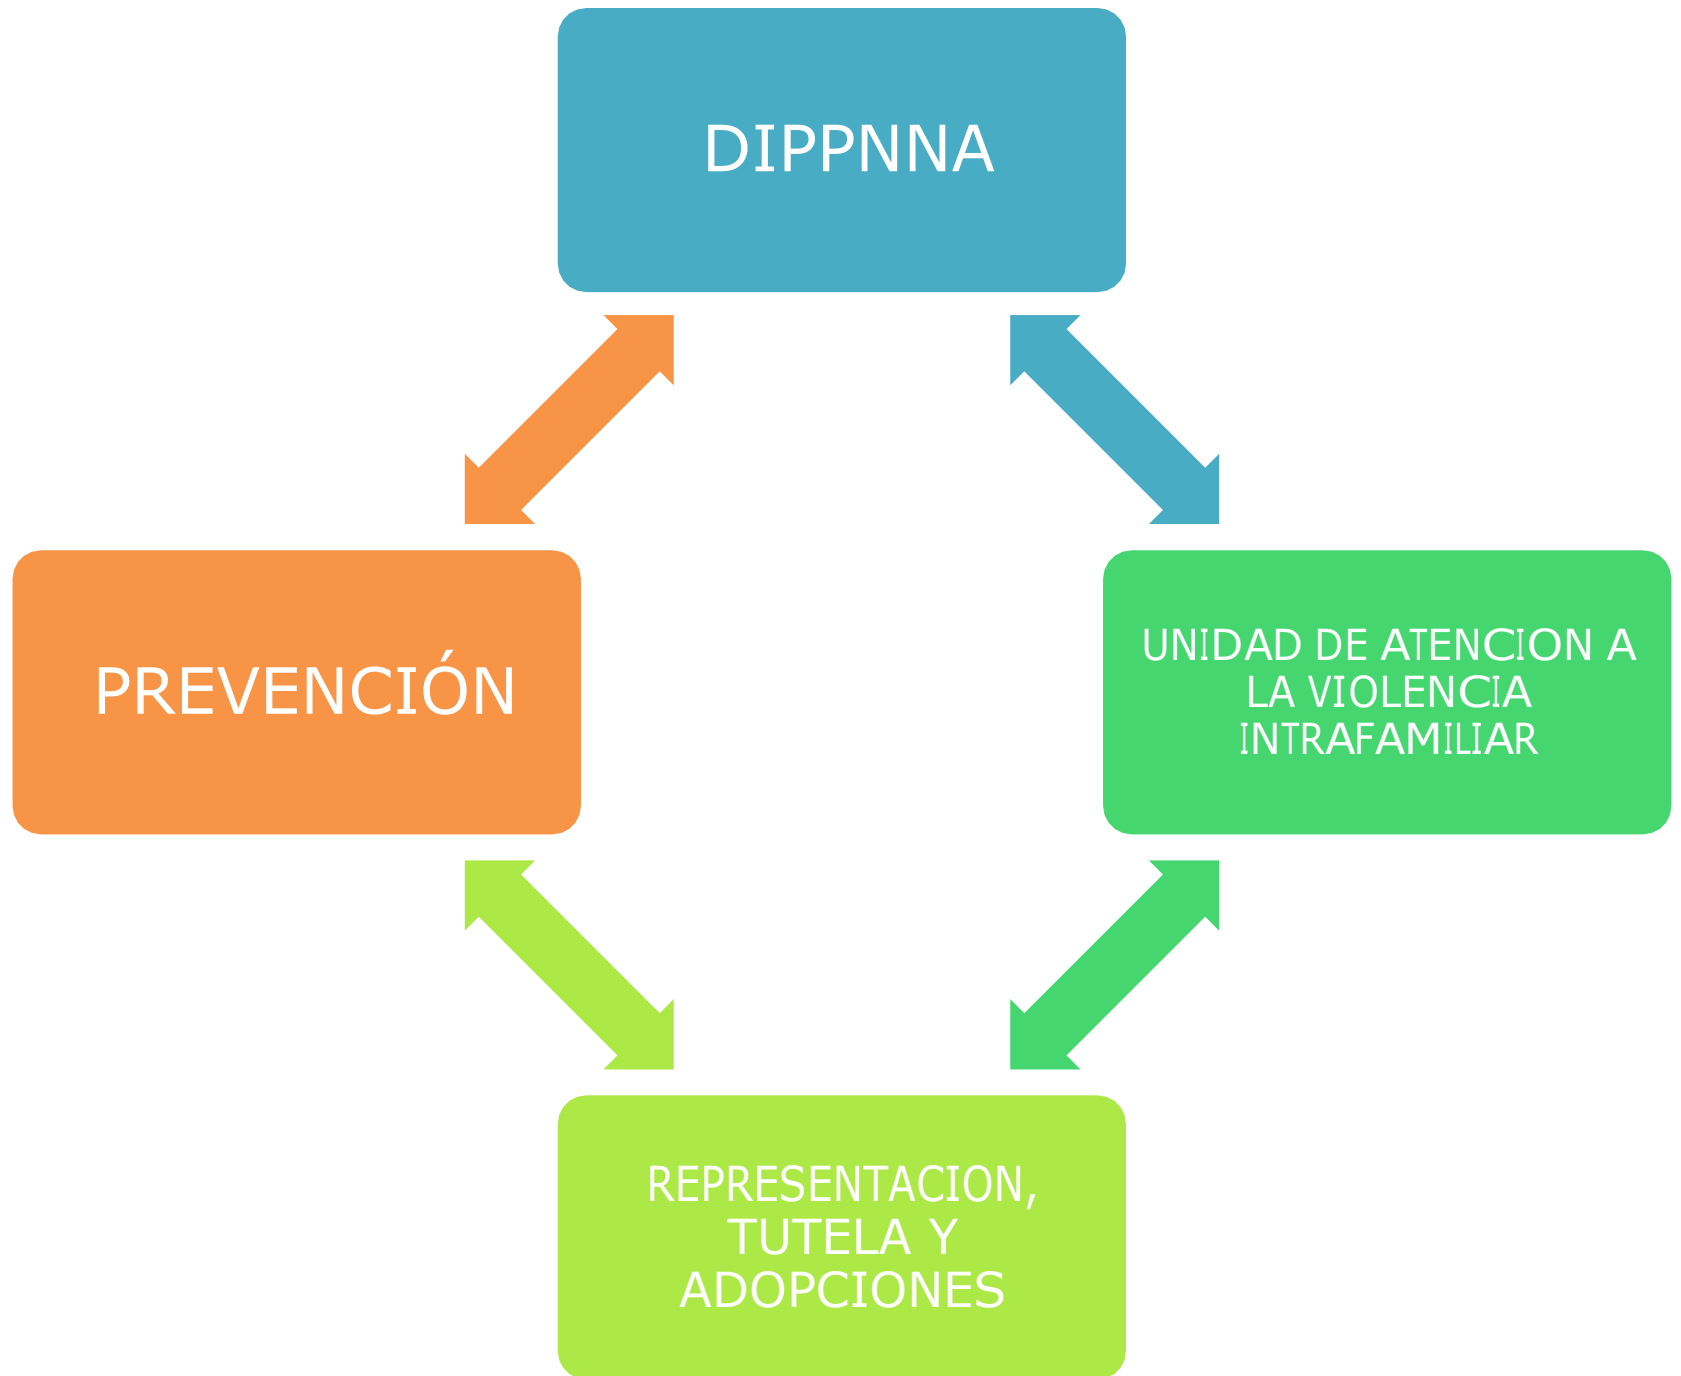 DIPPNNA
PREVENCIÓN
UNIDAD DE ATENCION A
LA VIOLENCIA
INTRAFAMILIAR
REPRESENTACION,
TUTELA Y
ADOPCIONES